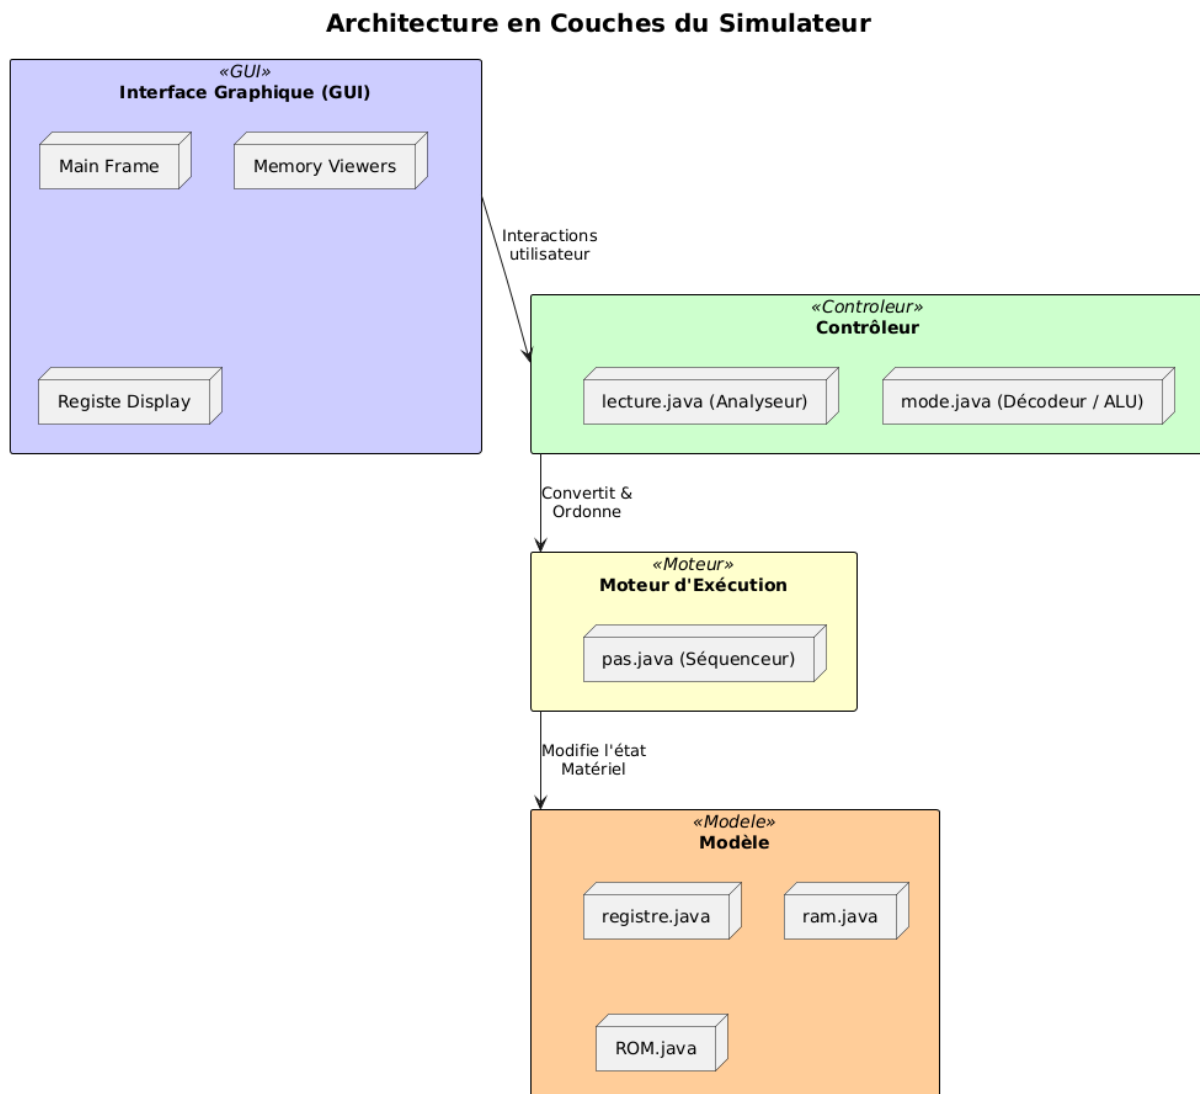 Architecture en Couches du Simulateur
«GUI»
Interface Graphique (GUI)
Main Frame
Memory Viewers
Registe Display
Interactions
utilisateur
«Controleur»
Contrôleur
lecture.java (Analyseur)
mode.java (Décodeur / ALU)
Convertit &
Ordonne
«Moteur»
Moteur d'Exécution
pas.java (Séquenceur)
Modifie l'état
Matériel
«Modele»
Modèle
registre.java
ram.java
ROM.java